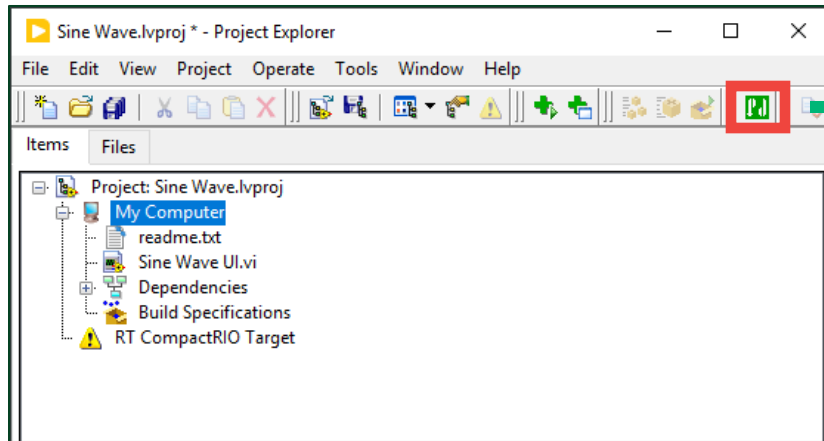 Sine Wave.lvproj * - Project Explorer
File Edit View Project Operate Tools Window Help
Items Files
Project: Sine Wave.lvproj
My Computer
readme.txt
Sine Wave UI.vi
Dependencies
Build Specifications
RT CompactRIO Target